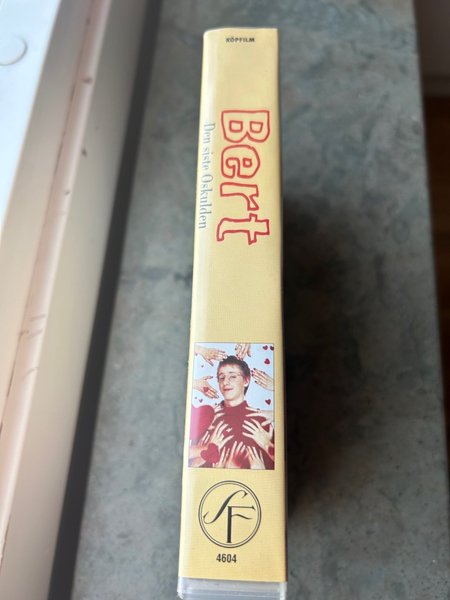 KÖPFILM
Bert
Den siste Oskulden
SF
4604